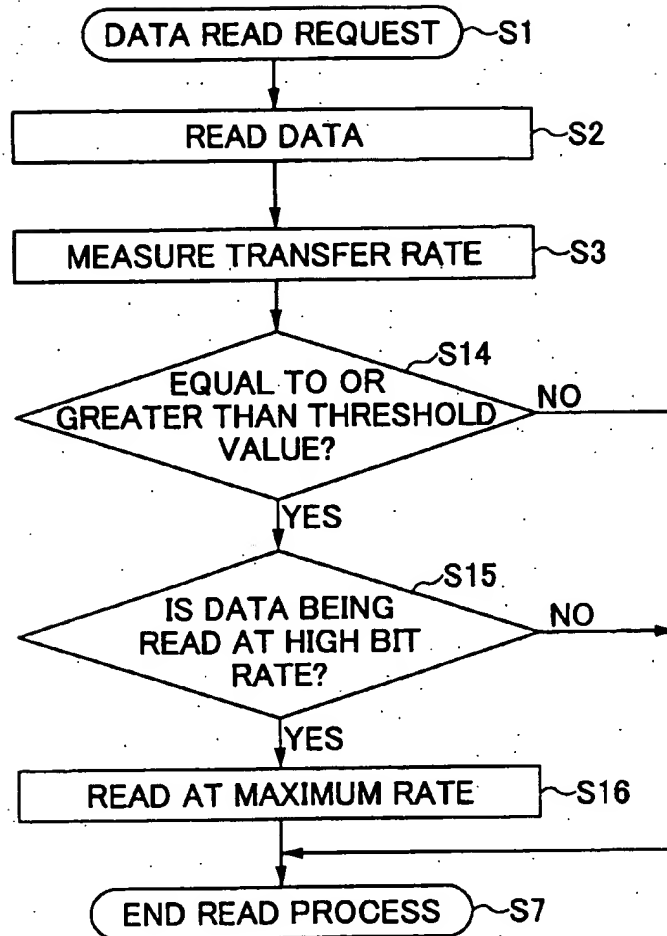 DATA READ REQUEST
S1
READ DATA
S2
MEASURE TRANSFER RATE
S3
S14
EQUAL TO OR
GREATER THAN THRESHOLD
VALUE?
NO
YES
S15
IS DATA BEING
READ AT HIGH BIT
RATE?
NO
YES
READ AT MAXIMUM RATE
S16
END READ PROCESS
S7